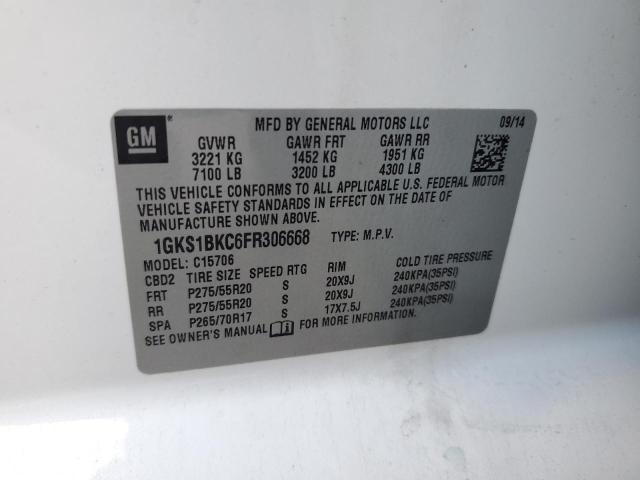 GM ® MFD BY GENERAL MOTORS LLC 09/14
GVWR GAWR FRT GAWR RR
3221 KG 1452 KG 1951 KG
7100 LB 3200 LB 4300 LB
THIS VEHICLE CONFORMS TO ALL APPLICABLE U.S. FEDERAL MOTOR
VEHICLE SAFETY STANDARDS IN EFFECT ON THE DATE OF
MANUFACTURE SHOWN ABOVE.
1GKS1BKC6FR306668 TYPE: M.P.V.
MODEL: C15706
CBD2 TIRE SIZE SPEED RTG RIM COLD TIRE PRESSURE
FRT P275/55R20 S 20X9J 240KPA(35PSI)
RR P275/55R20 S 20X9J 240KPA(35PSI)
SPA P265/70R17 S 17X7.5J 240KPA(35PSI)
SEE OWNER'S MANUAL FOR MORE INFORMATION.